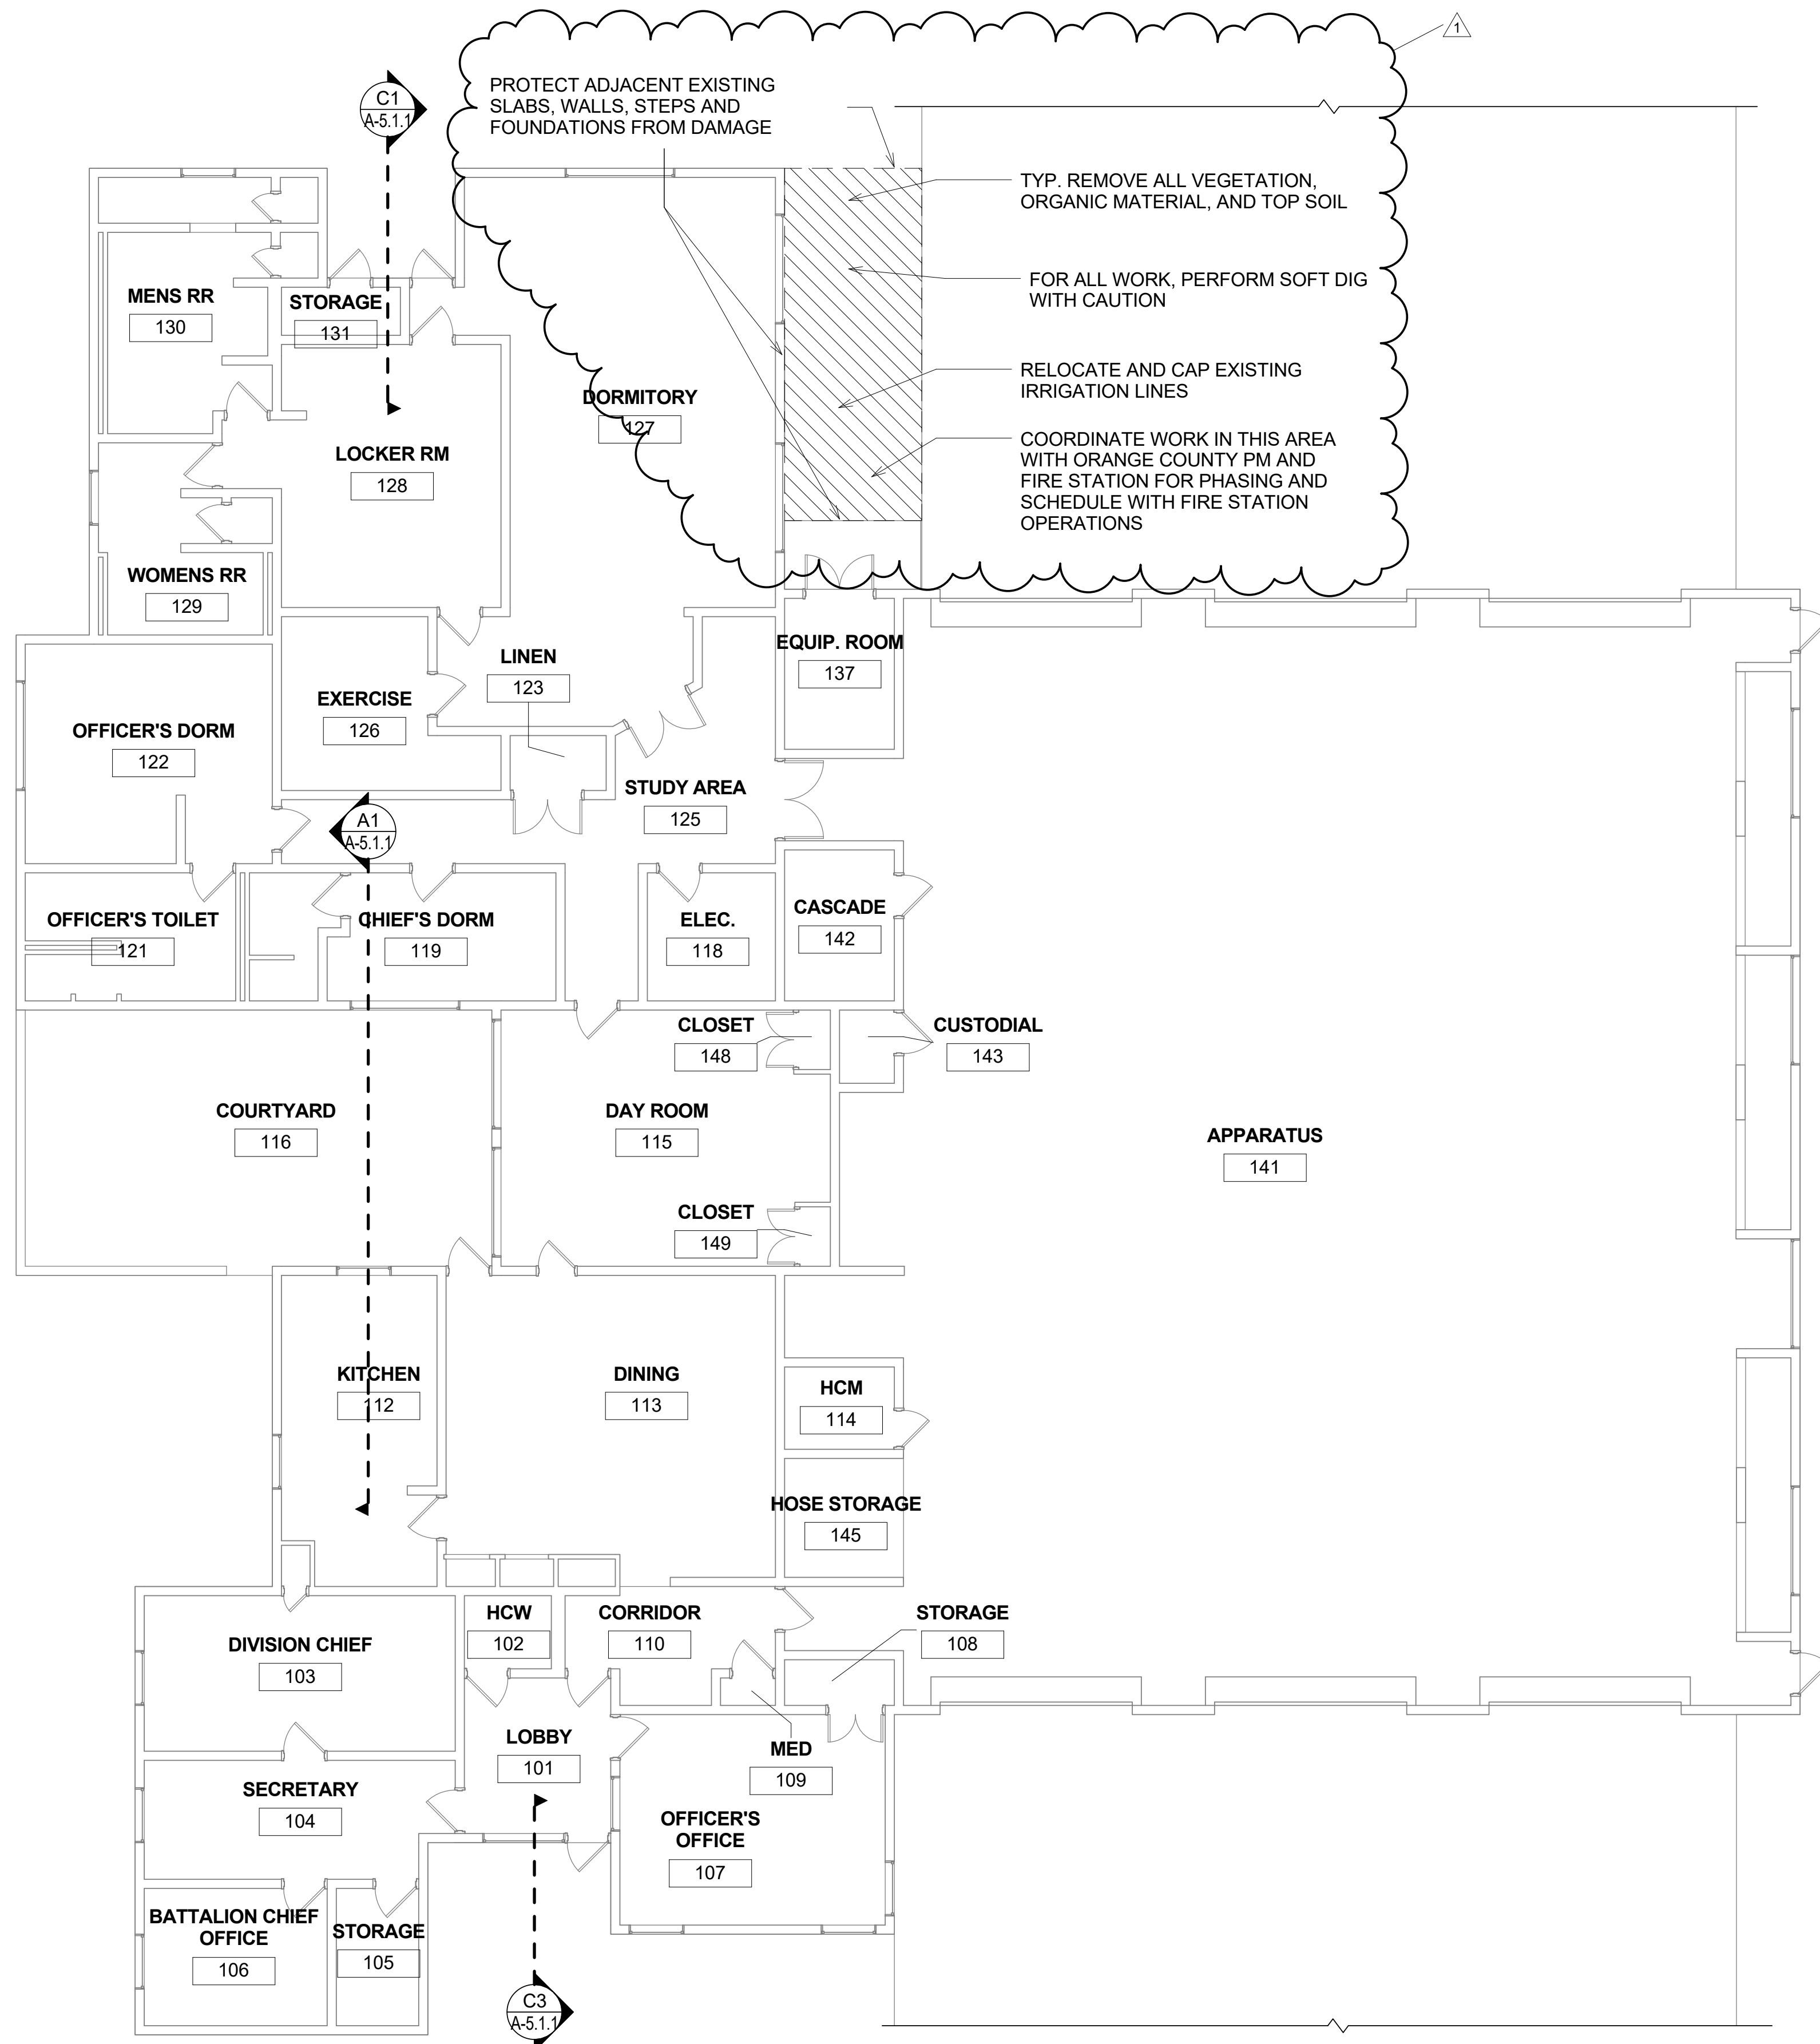 1
C1
A-5.1.1
PROTECT ADJACENT EXISTING
SLABS, WALLS, STEPS AND
FOUNDATIONS FROM DAMAGE
TYP. REMOVE ALL VEGETATION,
ORGANIC MATERIAL, AND TOP SOIL
FOR ALL WORK, PERFORM SOFT DIG
WITH CAUTION
RELOCATE AND CAP EXISTING
IRRIGATION LINES
COORDINATE WORK IN THIS AREA
WITH ORANGE COUNTY PM AND
FIRE STATION FOR PHASING AND
SCHEDULE WITH FIRE STATION
OPERATIONS
MENS RR
130
STORAGE
131
DORMITORY
127
LOCKER RM
128
WOMENS RR
129
EQUIP. ROOM
137
LINEN
123
EXERCISE
126
OFFICER'S DORM
122
STUDY AREA
125
A1
A-5.1.1
OFFICER'S TOILET
121
CHIEF'S DORM
119
ELEC.
118
CASCADE
142
CLOSET
148
CUSTODIAL
143
COURTYARD
116
DAY ROOM
115
APPARATUS
141
CLOSET
149
KITCHEN
112
DINING
113
HCM
114
HOSE STORAGE
145
HCW
102
CORRIDOR
110
STORAGE
108
DIVISION CHIEF
103
LOBBY
101
MED
109
SECRETARY
104
OFFICER'S
OFFICE
107
BATTALION CHIEF
OFFICE
106
STORAGE
105
C3
A-5.1.1